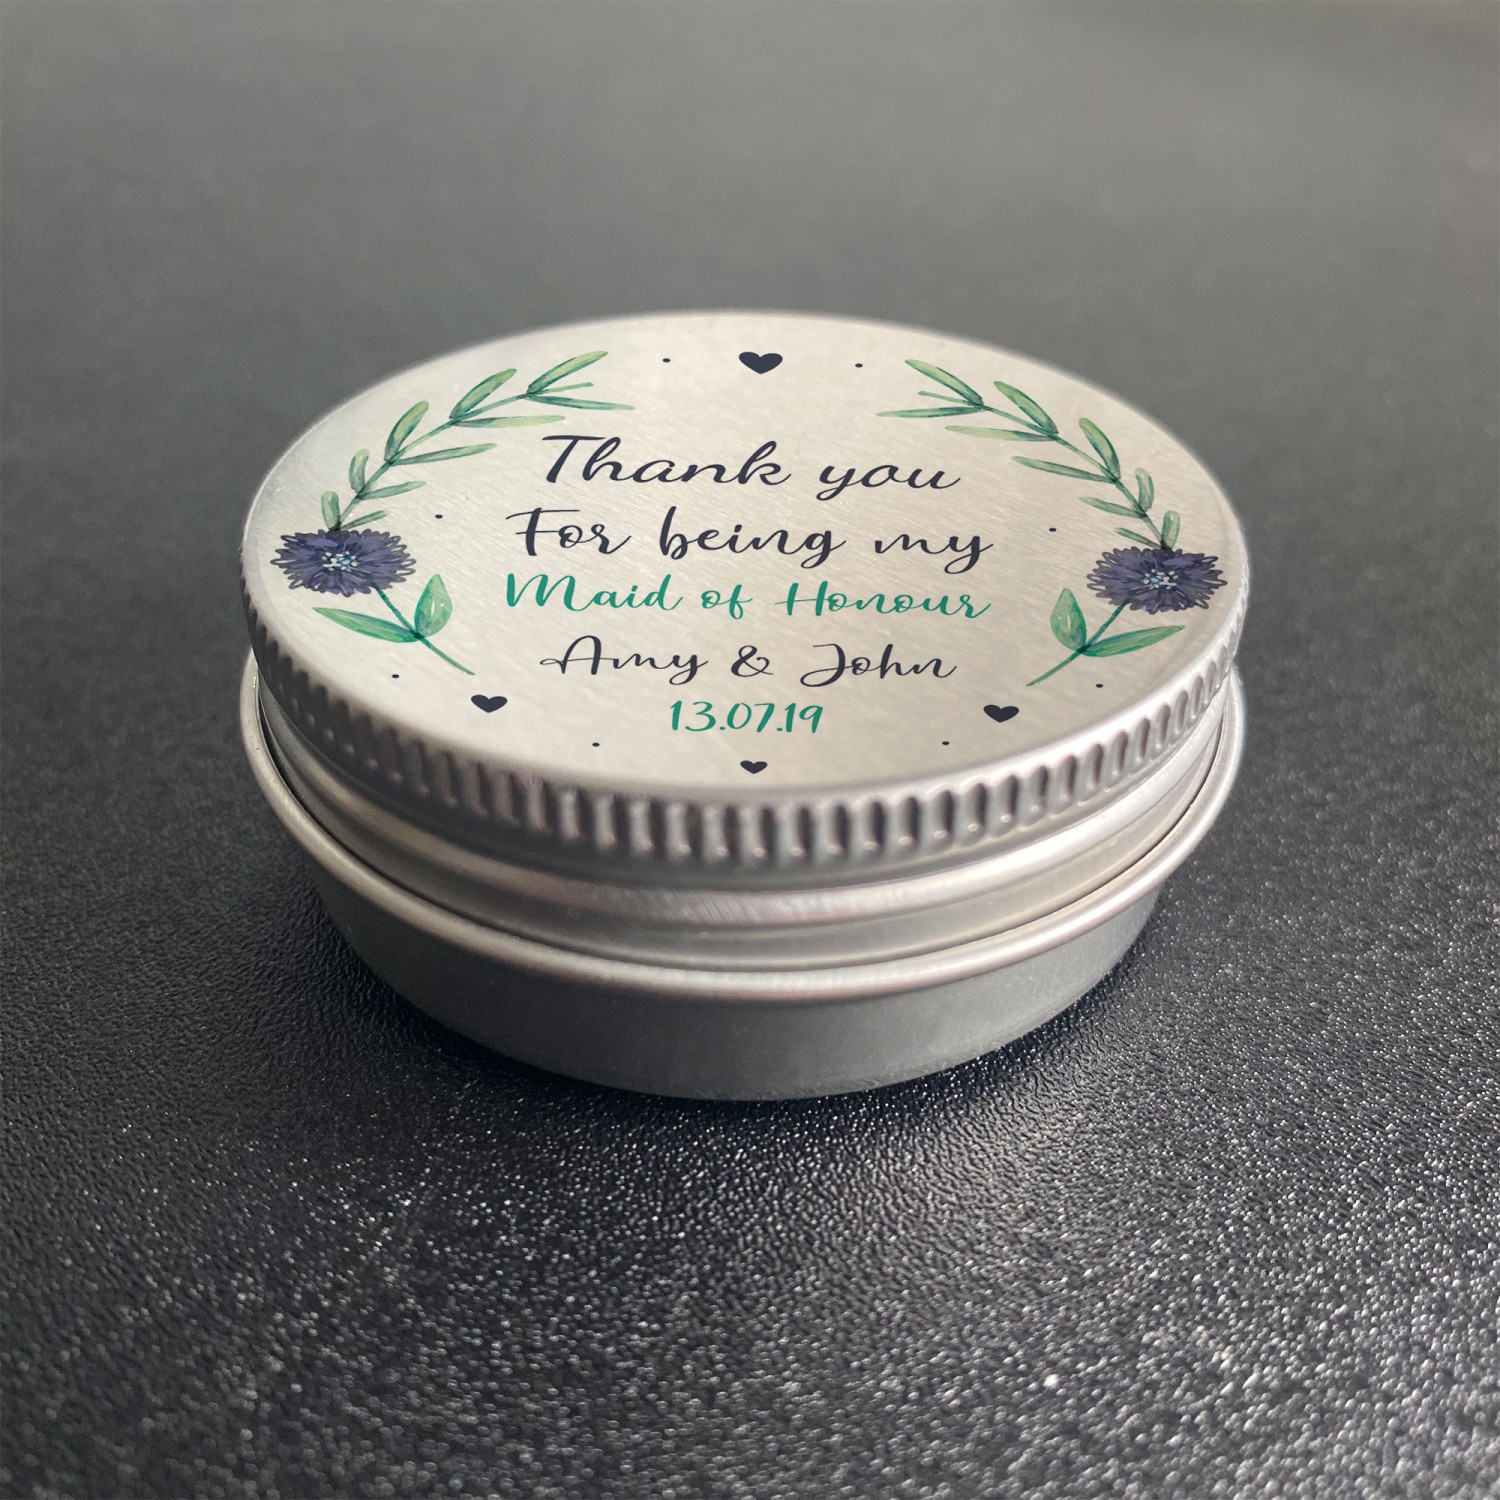 Thank you
For being my
Maid of Honour
Amy & John
13.07.19